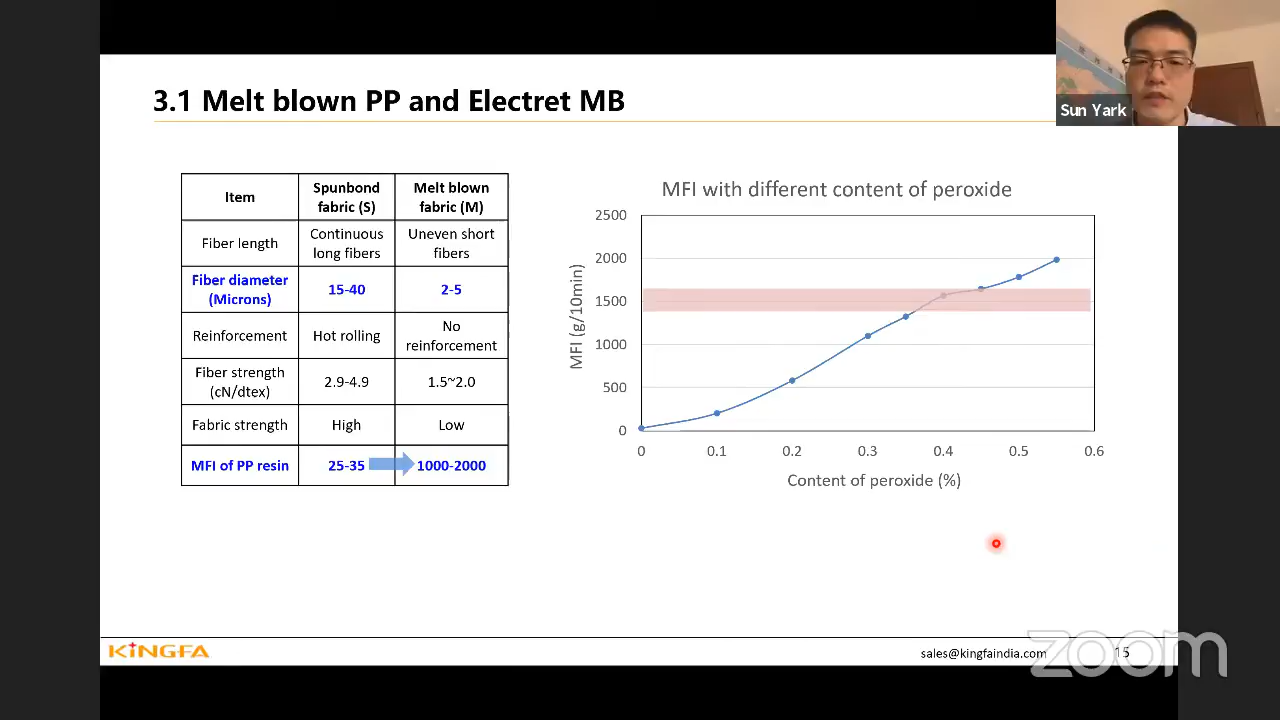 Sun Yark
3.1 Melt blown PP and Electret MB
Item
Spunbond
fabric (S)
Melt blown
fabric (M)
Fiber length
Continuous
long fibers
Uneven short
fibers
Fiber diameter
(Microns)
15-40
2-5
Reinforcement
Hot rolling
No
reinforcement
Fiber strength
(cN/dtex)
2.9-4.9
1.5~2.0
Fabric strength
High
Low
MFI of PP resin
25-35
1000-2000
MFI with different content of peroxide
MFI (g/10min)
2500
2000
1500
1000
500
0
0 0.1 0.2 0.3 0.4 0.5 0.6
Content of peroxide (%)
KINGFA
sales@kingfaindia.com
15
zoom